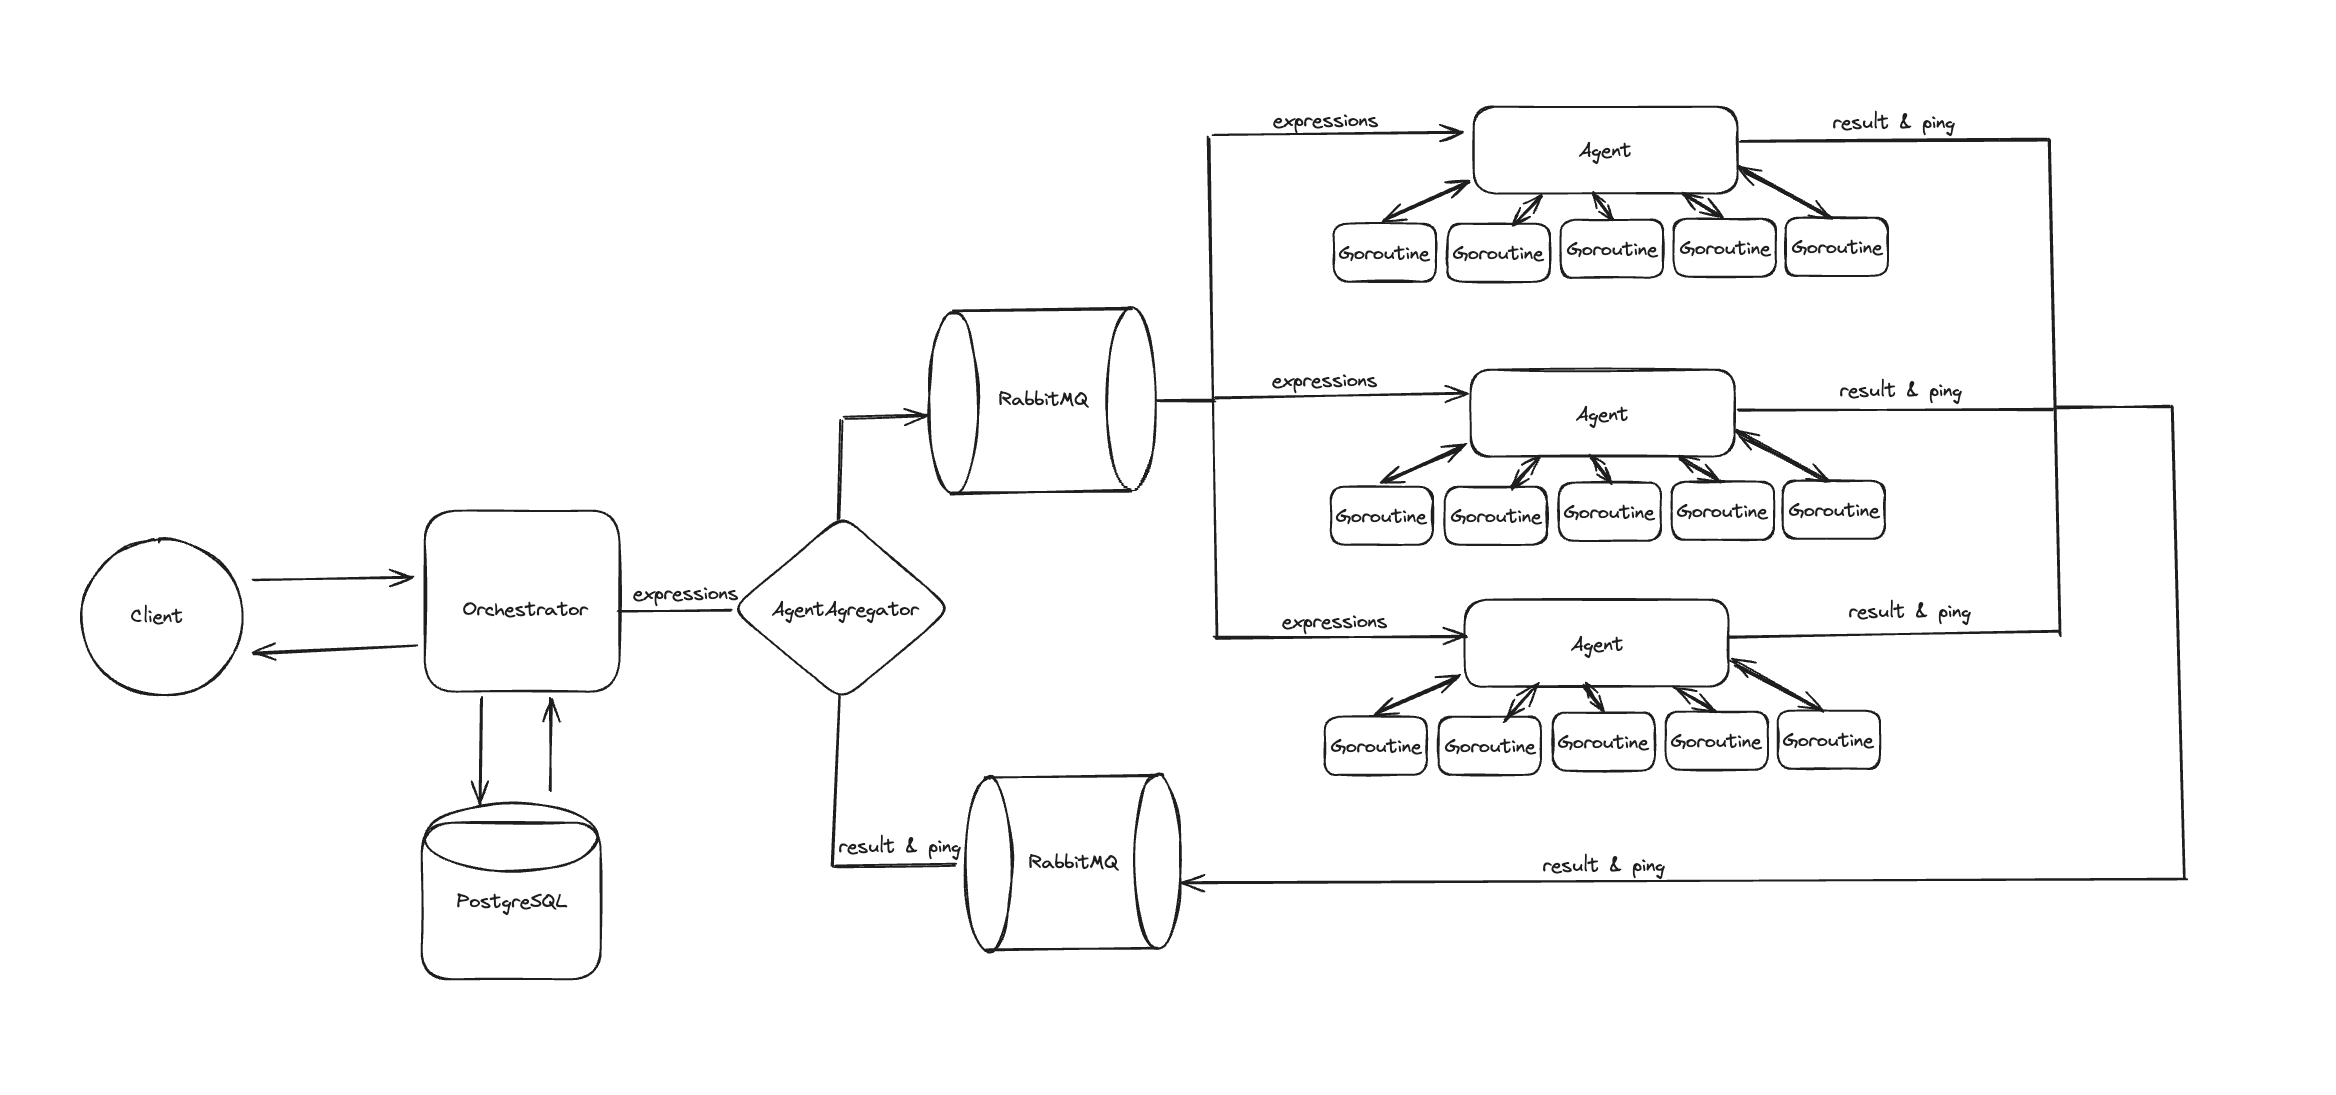 expressions
Agent
result & ping
Goroutine
Goroutine
Goroutine
Goroutine
Goroutine
RabbitMQ
expressions
Agent
result & ping
Goroutine
Goroutine
Goroutine
Goroutine
Goroutine
Client
Orchestrator
expressions
AgentAgregator
expressions
Agent
result & ping
Goroutine
Goroutine
Goroutine
Goroutine
Goroutine
PostgreSQL
result & ping
RabbitMQ
result & ping